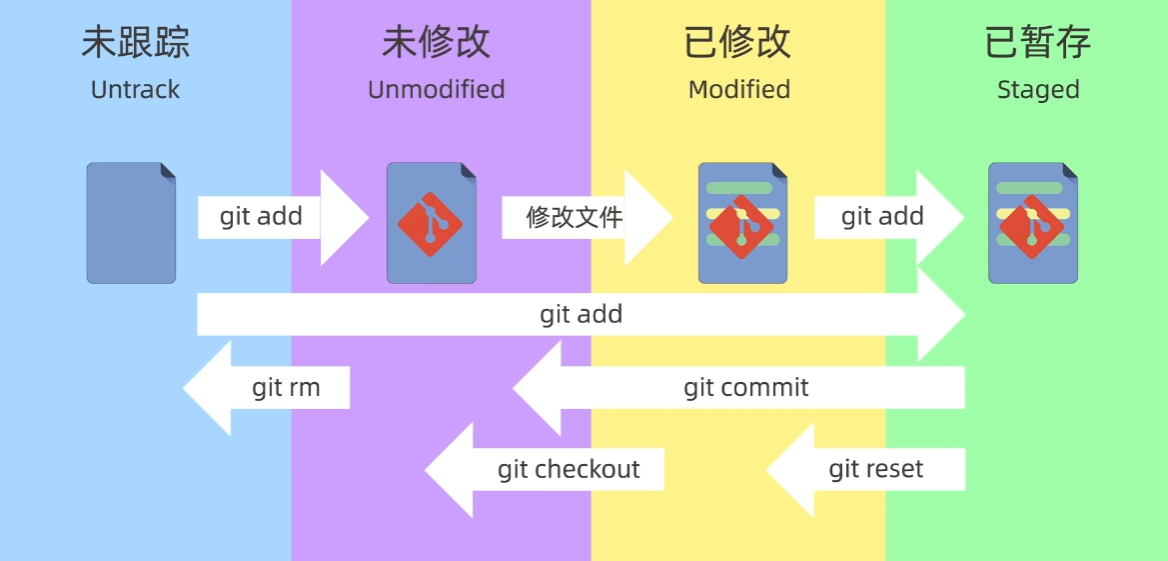 未跟踪
Untrack
未修改
Unmodified
已修改
Modified
已暂存
Staged
git add
修改文件
git add
git add
git rm
git commit
git checkout
git reset